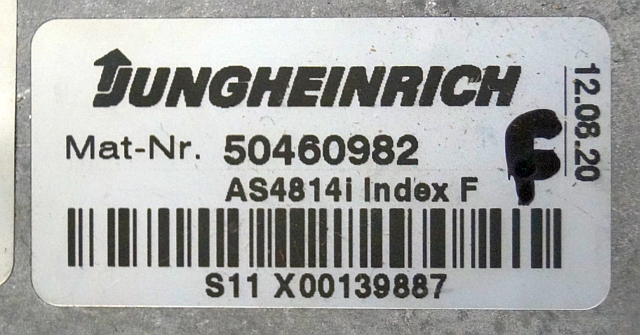 JUNGHEINRICH
Mat-Nr. 50460982
AS4814i Index F
S11 X00139887
12.08.20
F